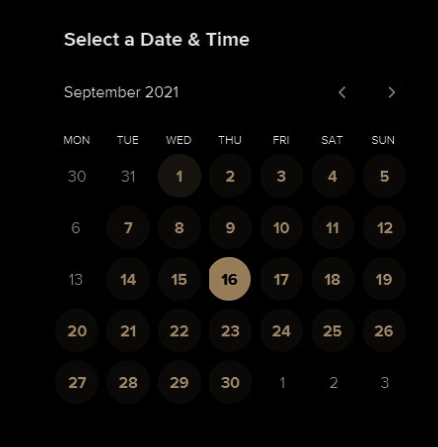 Select a Date & Time
September 2021
MON TUE WED THU FRI SAT SUN
30 31 1 2 3 4 5
6 7 8 9 10 11 12
13 14 15 16 17 18 19
20 21 22 23 24 25 26
27 28 29 30 1 2 3